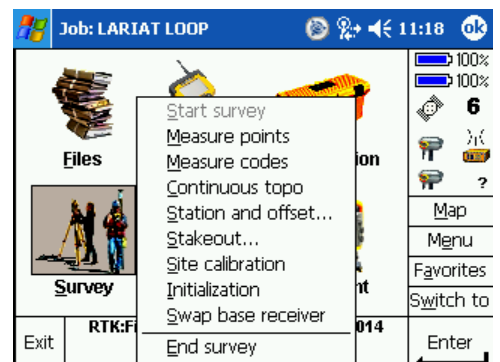 Job: LARIAT LOOP
11:18
ok
100%
100%
6
Files
ion
?
Start survey
Measure points
Measure codes
Continuous topo
Station and offset...
Stakeout...
Site calibration
Initialization
Swap base receiver
End survey
Survey
nt
Map
Menu
Favorites
Switch to
Exit
RTK:Fi
014
Enter